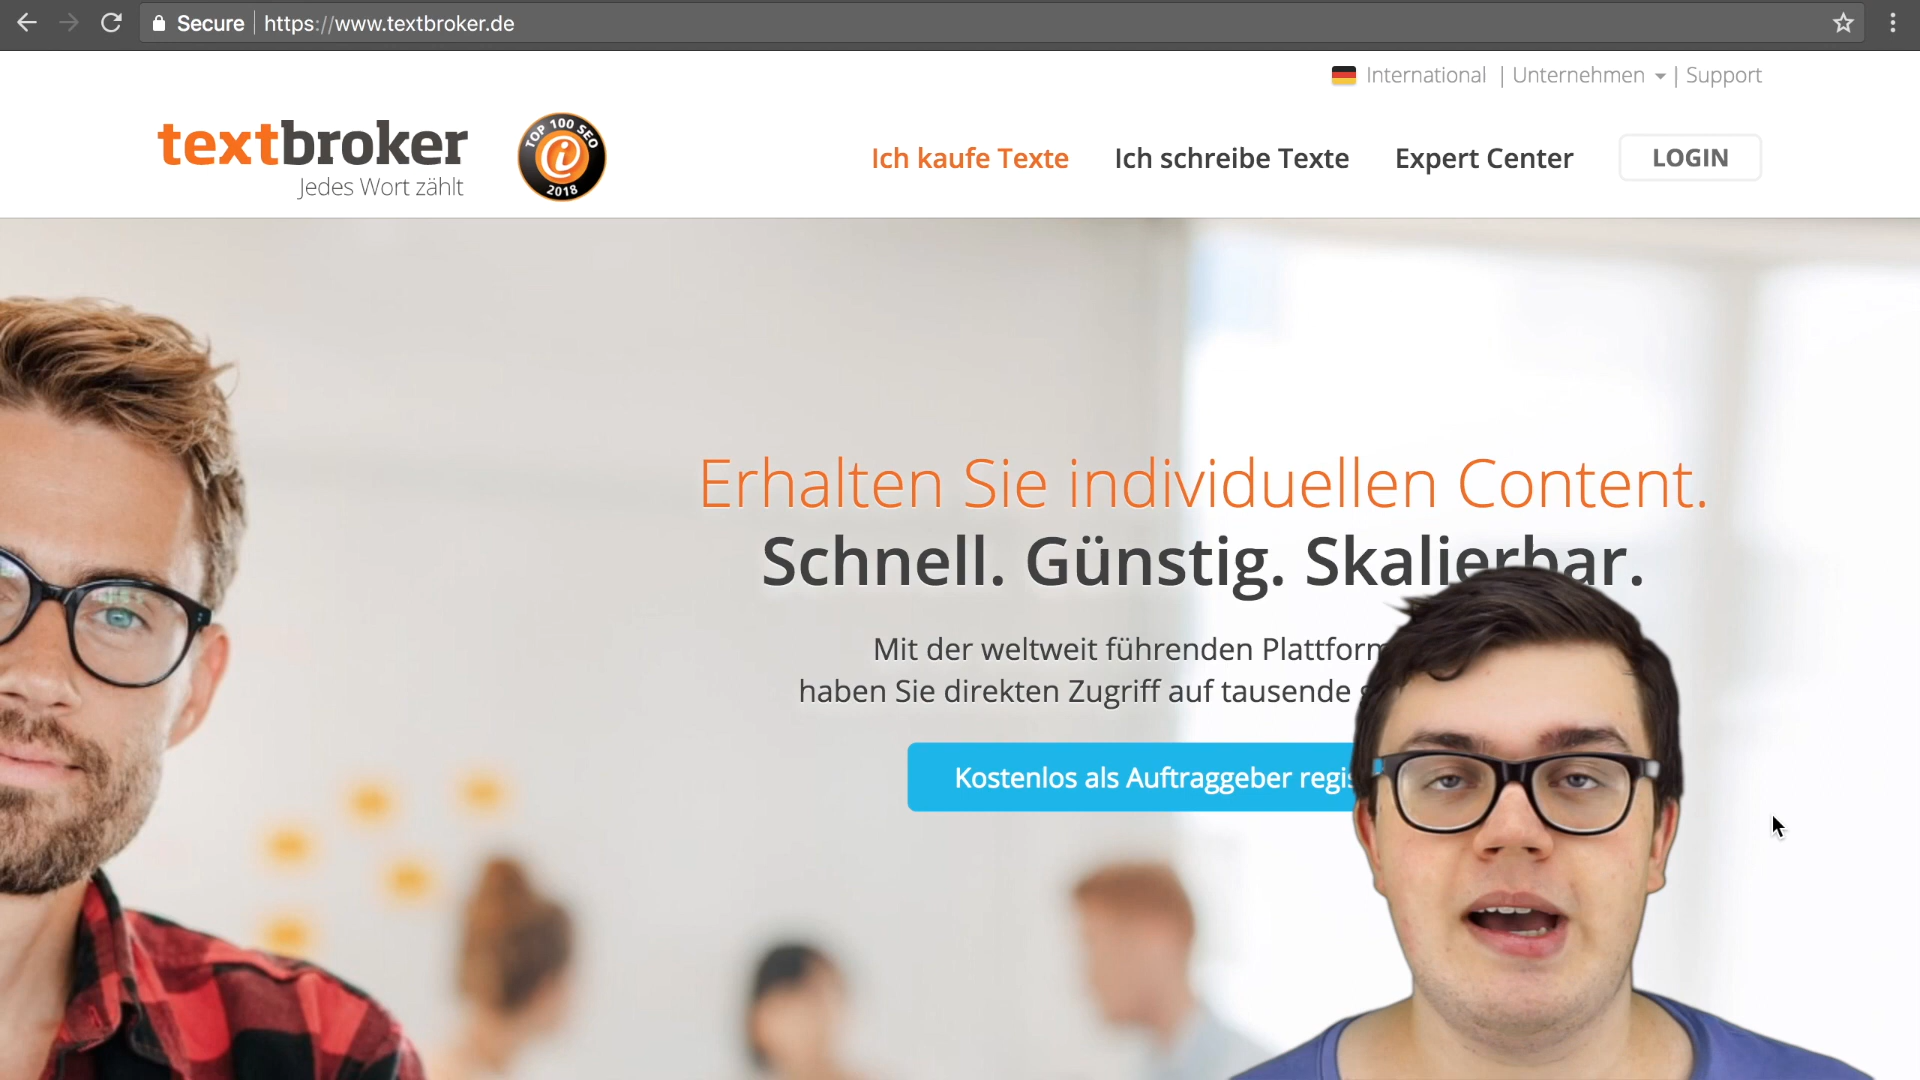 Secure https://www.textbroker.de
International | Unternehmen | Support
textbroker
Jedes Wort zählt
TOP 100 SEO
2018
Ich kaufe Texte Ich schreibe Texte Expert Center LOGIN
Erhalten Sie individuellen Content.
Schnell. Günstig. Skalierbar.
Mit der weltweit führenden Plattform
haben Sie direkten Zugriff auf tausende
Kostenlos als Auftraggeber